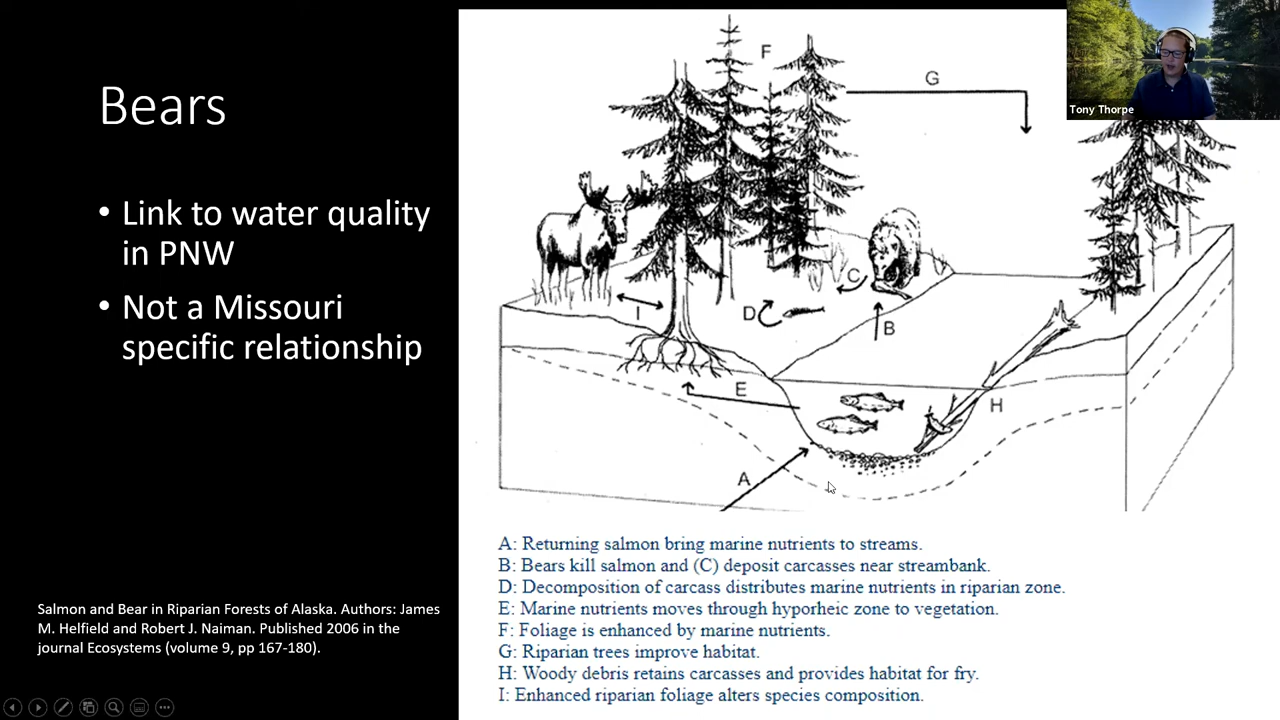 Bears
• Link to water quality
in PNW
• Not a Missouri
specific relationship
Salmon and Bear in Riparian Forests of Alaska. Authors: James
M. Helfield and Robert J. Naiman. Published 2006 in the
journal Ecosystems (volume 9, pp 167-180).
F
G
C
D
I
B
E
H
A
A: Returning salmon bring marine nutrients to streams.
B: Bears kill salmon and (C) deposit carcasses near streambank.
D: Decomposition of carcass distributes marine nutrients in riparian zone.
E: Marine nutrients moves through hyporheic zone to vegetation.
F: Foliage is enhanced by marine nutrients.
G: Riparian trees improve habitat.
H: Woody debris retains carcasses and provides habitat for fry.
I: Enhanced riparian foliage alters species composition.
Tony Thorpe